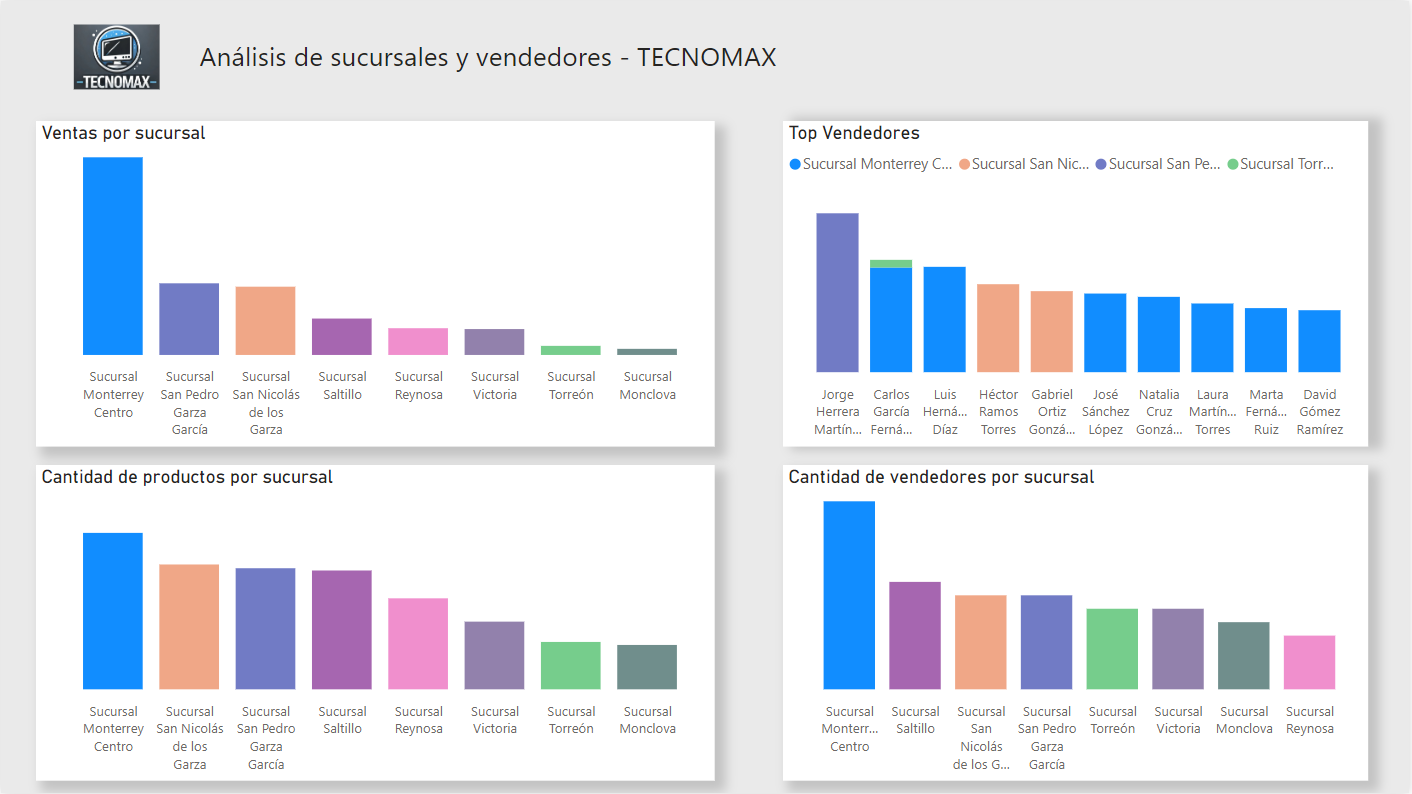 TECNOMAX
Análisis de sucursales y vendedores - TECNOMAX
Ventas por sucursal
Sucursal Monterrey Centro
Sucursal San Pedro Garza García
Sucursal San Nicolás de los Garza
Sucursal Saltillo
Sucursal Reynosa
Sucursal Victoria
Sucursal Torreón
Sucursal Monclova
Top Vendedores
Sucursal Monterrey C... Sucursal San Nic... Sucursal San Pe... Sucursal Torr...
Jorge Herrera Martín...
Carlos García Ferná...
Luis Herná... Díaz
Héctor Ramos Torres
Gabriel Ortiz Gonzá...
José Sánchez López
Natalia Cruz Gonzá...
Laura Martín... Torres
Marta Ferná... Ruiz
David Gómez Ramírez
Cantidad de productos por sucursal
Sucursal Monterrey Centro
Sucursal San Nicolás de los Garza
Sucursal San Pedro Garza García
Sucursal Saltillo
Sucursal Reynosa
Sucursal Victoria
Sucursal Torreón
Sucursal Monclova
Cantidad de vendedores por sucursal
Sucursal Monterr... Centro
Sucursal Saltillo
Sucursal San Nicolás de los G...
Sucursal San Pedro Garza García
Sucursal Torreón
Sucursal Victoria
Sucursal Monclova
Sucursal Reynosa